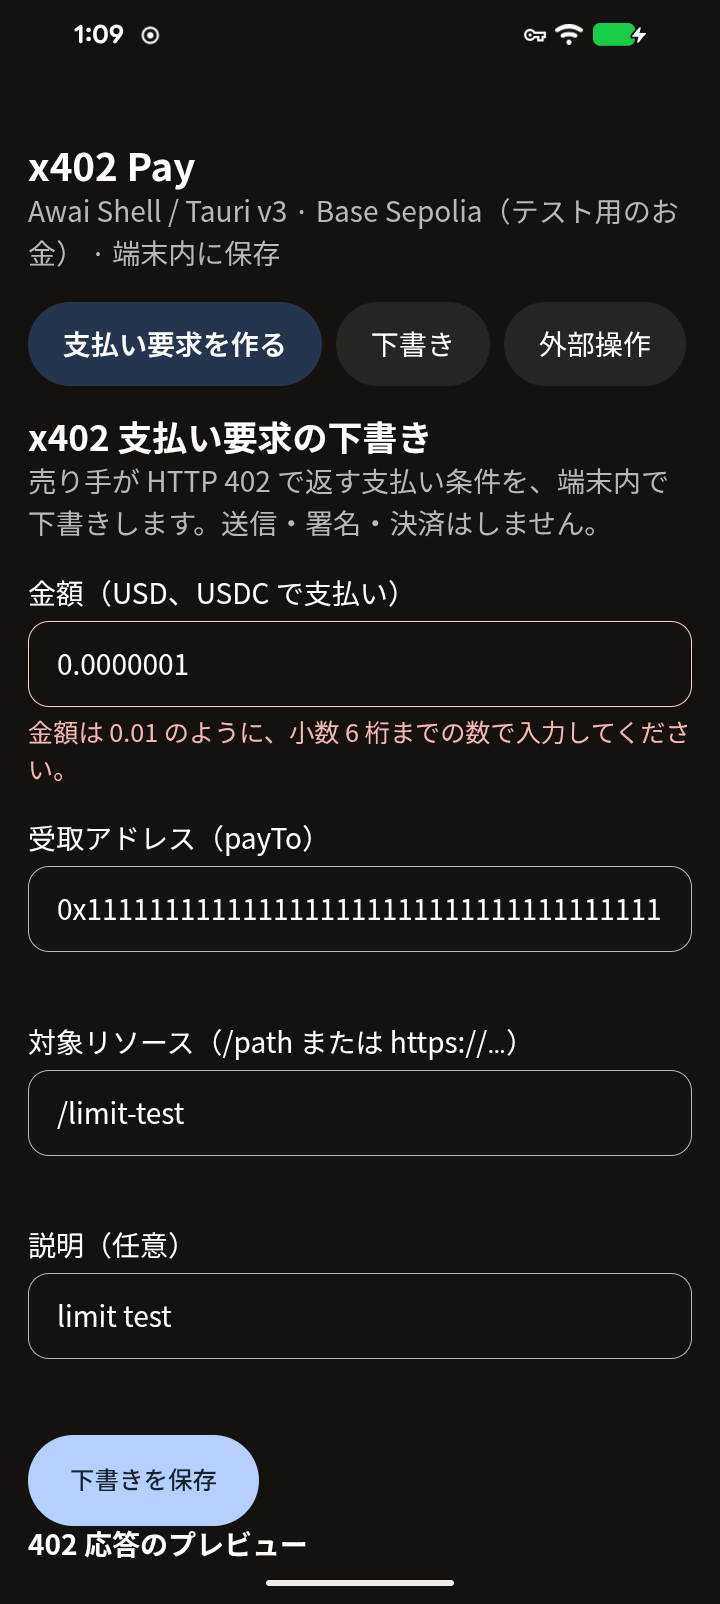 1:09
x402 Pay
Awai Shell / Tauri v3 · Base Sepolia（テスト用のお
金）· 端末内に保存
支払い要求を作る 下書き 外部操作
x402 支払い要求の下書き
売り手が HTTP 402 で返す支払い条件を、端末内で
下書きします。送信・署名・決済はしません。
金額（USD、USDC で支払い）
0.0000001
金額は 0.01 のように、小数 6 桁までの数で入力してくださ
い。
受取アドレス（payTo）
0x1111111111111111111111111111111111111111
対象リソース（/path または https://…）
/limit-test
説明（任意）
limit test
下書きを保存
402 応答のプレビュー